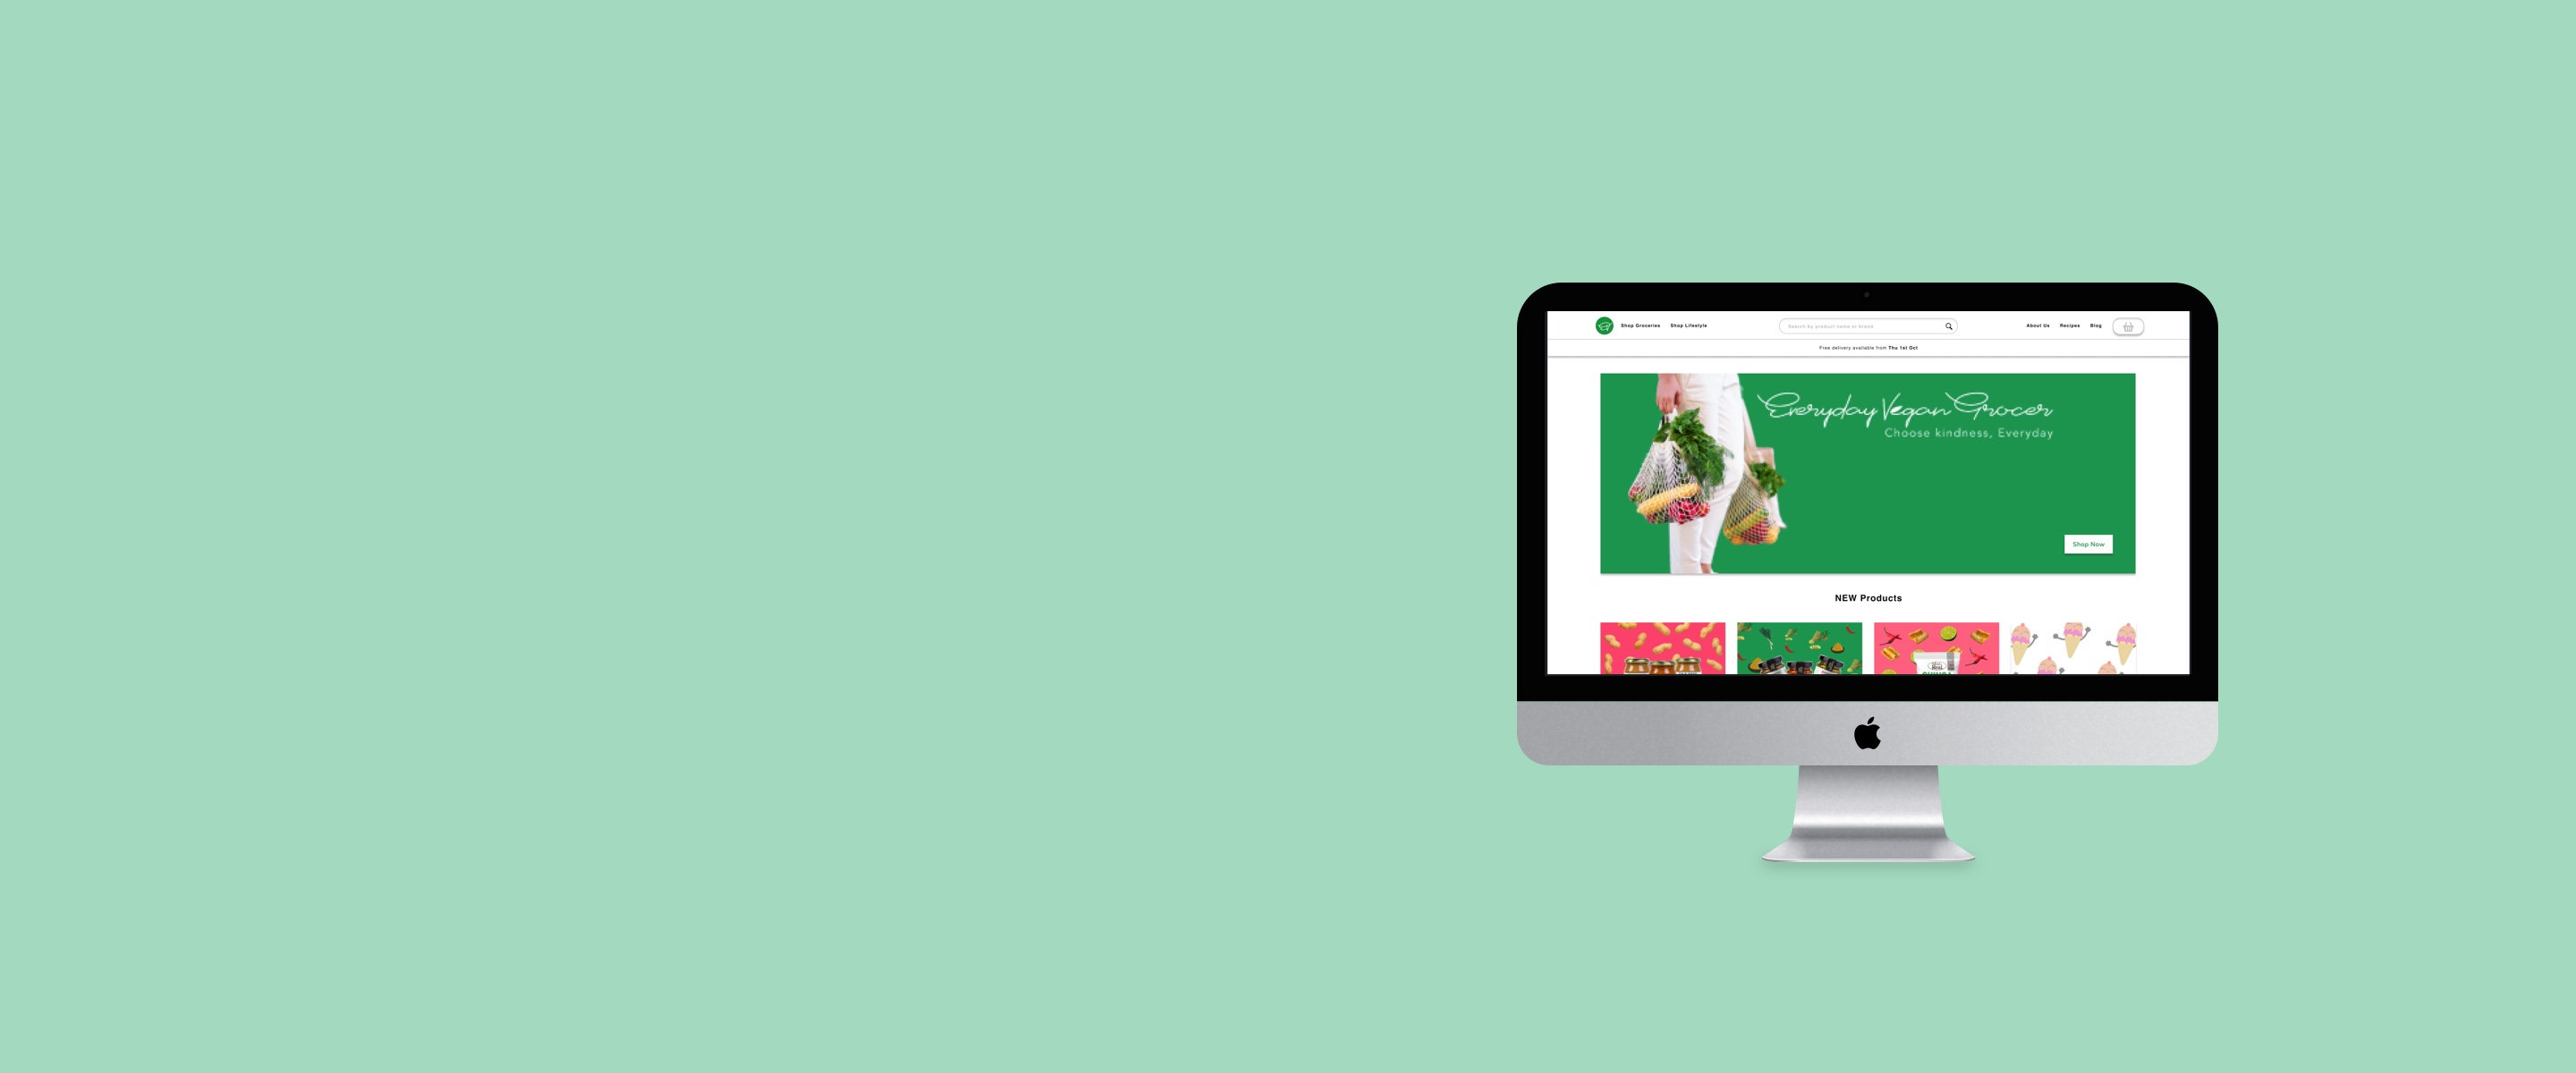 Shop Groceries Shop Lifestyle Search by product name or brand About Us Recipes Blog
Free delivery available from Thu 1st Oct
Everyday Vegan Grocer
Choose kindness, Everyday
Shop Now
NEW Products